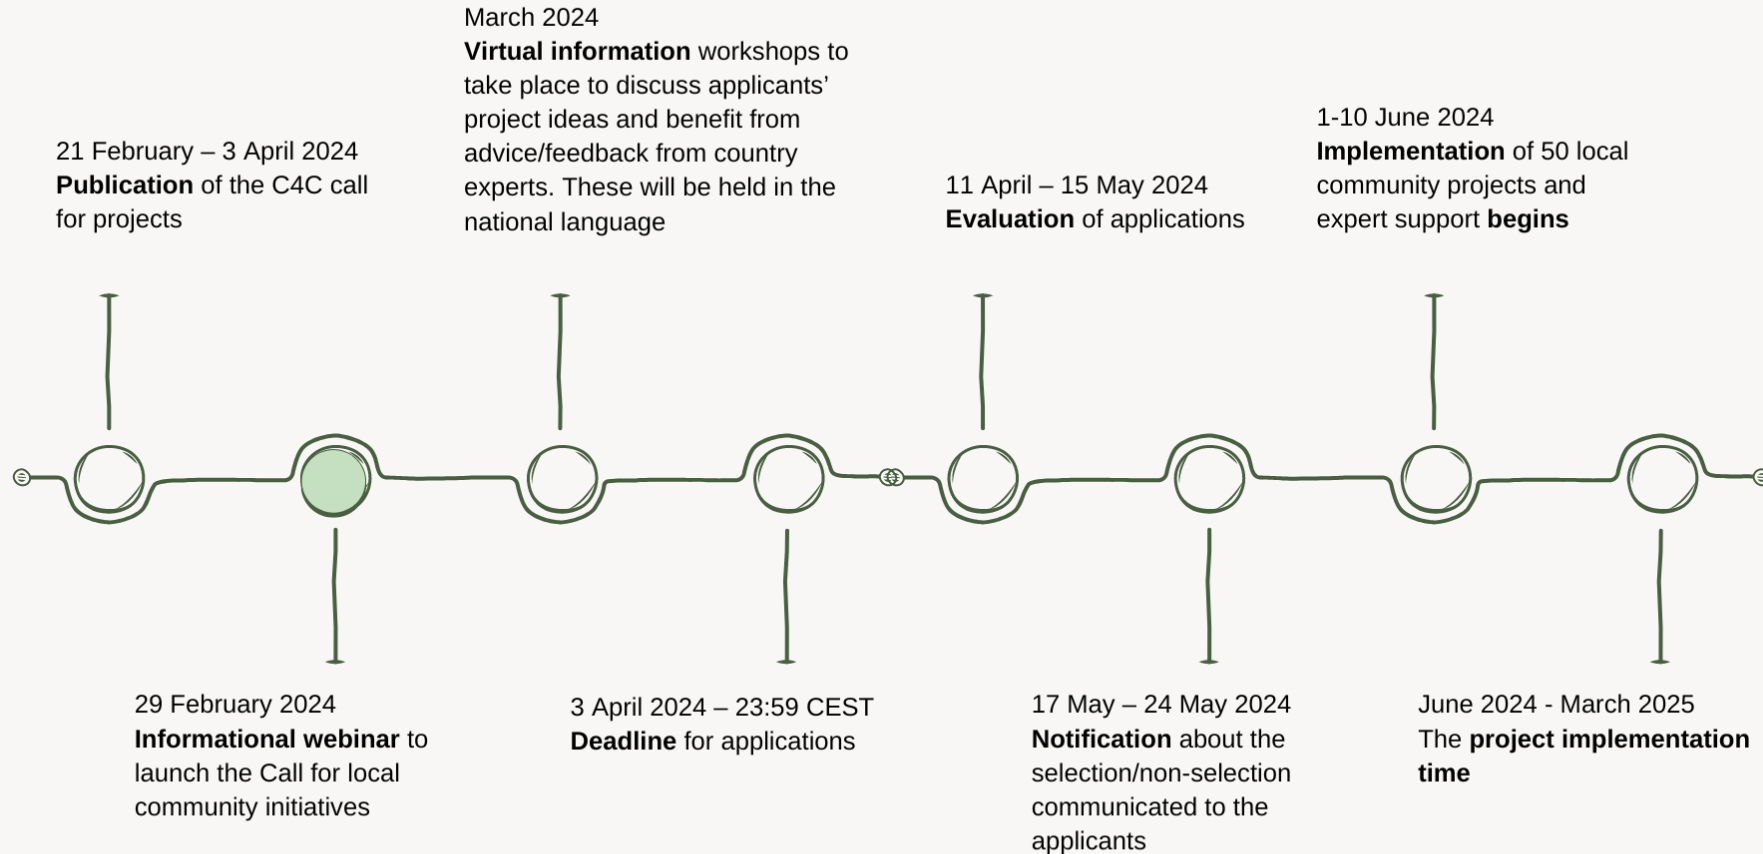 21 February – 3 April 2024
Publication of the C4C call
for projects
29 February 2024
Informational webinar to
launch the Call for local
community initiatives
March 2024
Virtual information workshops to
take place to discuss applicants’
project ideas and benefit from
advice/feedback from country
experts. These will be held in the
national language
3 April 2024 – 23:59 CEST
Deadline for applications
11 April – 15 May 2024
Evaluation of applications
17 May – 24 May 2024
Notification about the
selection/non-selection
communicated to the
applicants
1-10 June 2024
Implementation of 50 local
community projects and
expert support begins
June 2024 - March 2025
The project implementation
time